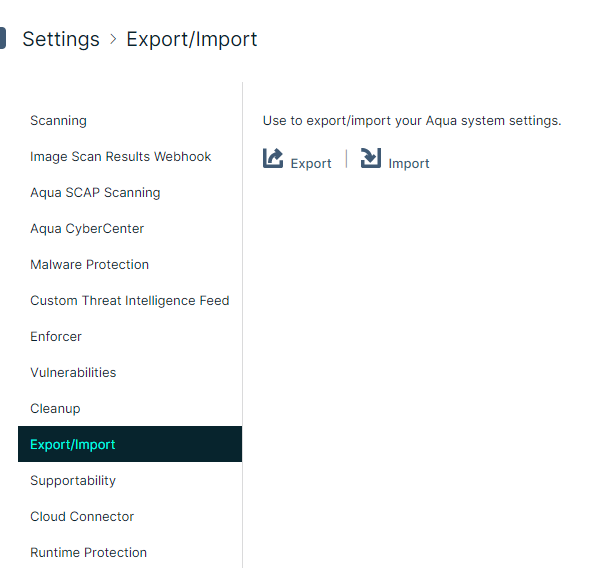 Settings > Export/Import
Scanning
Image Scan Results Webhook
Aqua SCAP Scanning
Aqua CyberCenter
Malware Protection
Custom Threat Intelligence Feed
Enforcer
Vulnerabilities
Cleanup
Export/Import
Supportability
Cloud Connector
Runtime Protection
Use to export/import your Aqua system settings.
Export | Import